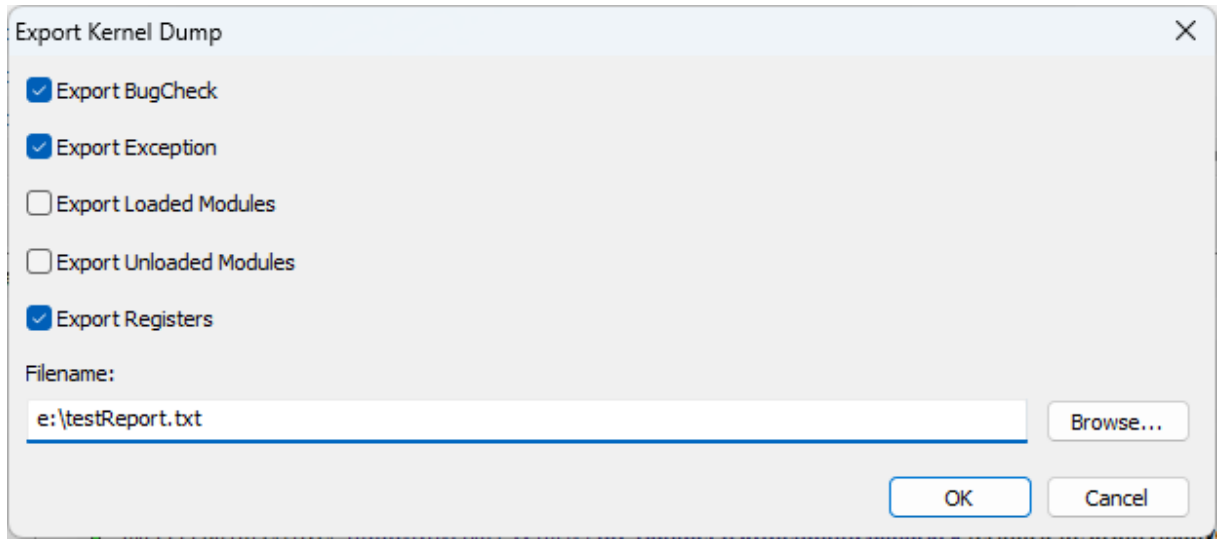 Export Kernel Dump
Export BugCheck
Export Exception
Export Loaded Modules
Export Unloaded Modules
Export Registers
Filename:
e:\testReport.txt
Browse...
OK
Cancel